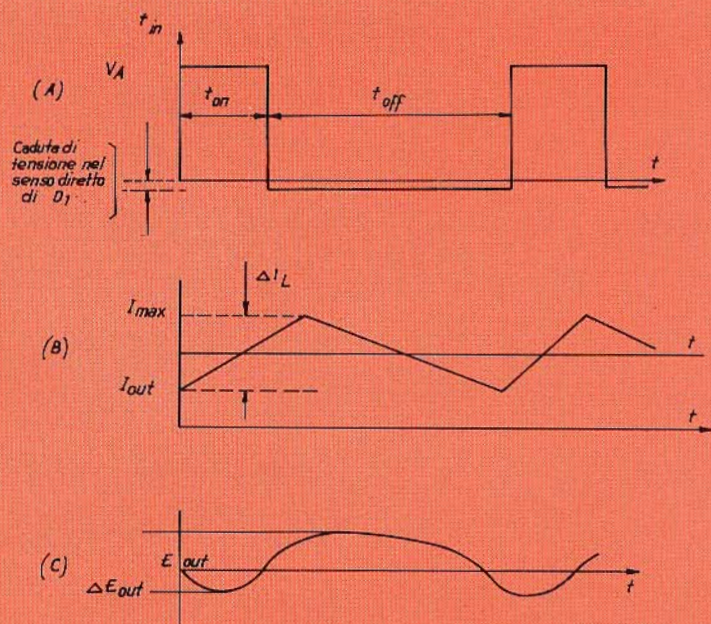 t in
V A
(A)
t on
t off
Caduta di
tensione nel
senso diretto
di D1
t
Δ I L
I max
(B)
t
I out
t
(C)
E out
Δ E out
t